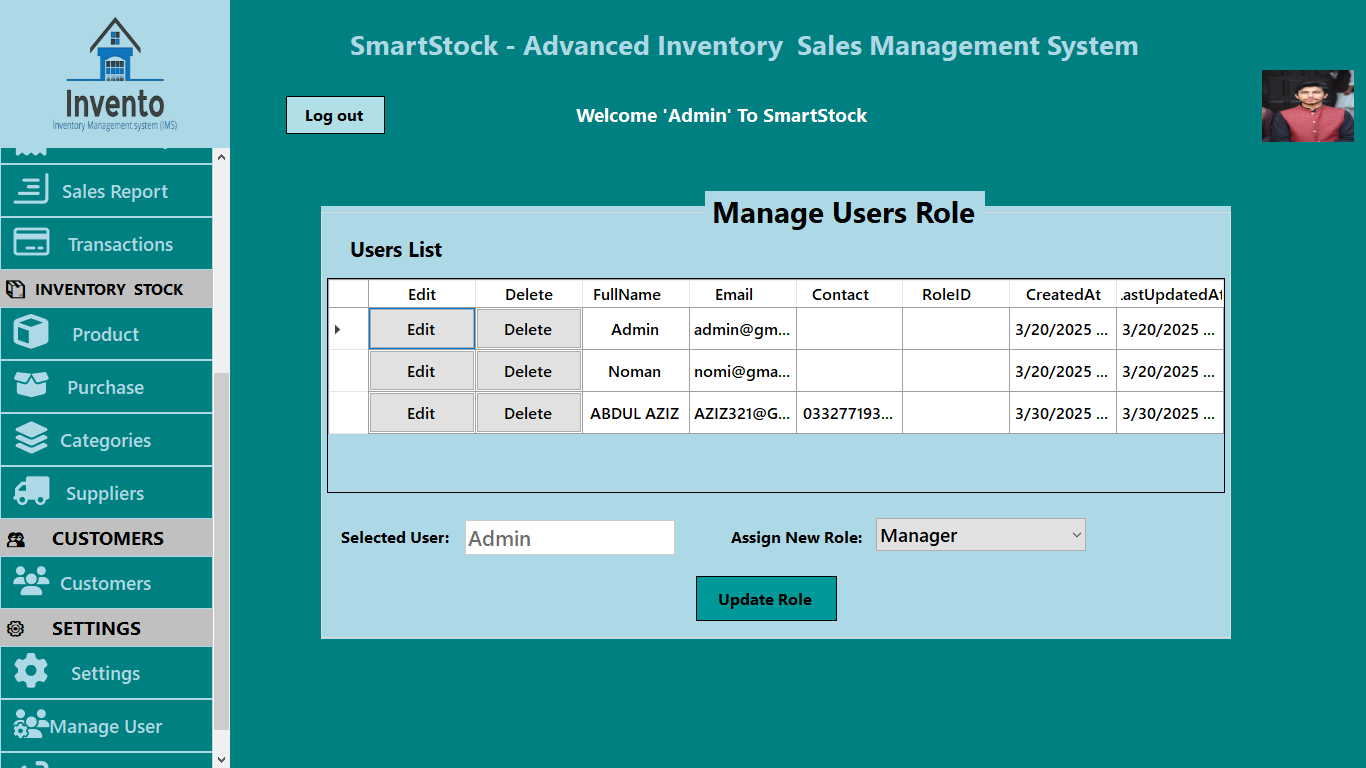 Invento
Inventory Management system (IMS)
Sales Report
Transactions
INVENTORY STOCK
Product
Purchase
Categories
Suppliers
CUSTOMERS
Customers
SETTINGS
Settings
Manage User
SmartStock - Advanced Inventory Sales Management System
Log out
Welcome 'Admin' To SmartStock
Manage Users Role
Users List
Edit Delete FullName Email Contact RoleID CreatedAt LastUpdatedAt
Edit Delete Admin admin@gm... 3/20/2025 ... 3/20/2025 ...
Edit Delete Noman nomi@gma... 3/20/2025 ... 3/20/2025 ...
Edit Delete ABDUL AZIZ AZIZ321@G... 033277193... 3/30/2025 ... 3/30/2025 ...
Selected User: Admin
Assign New Role: Manager
Update Role